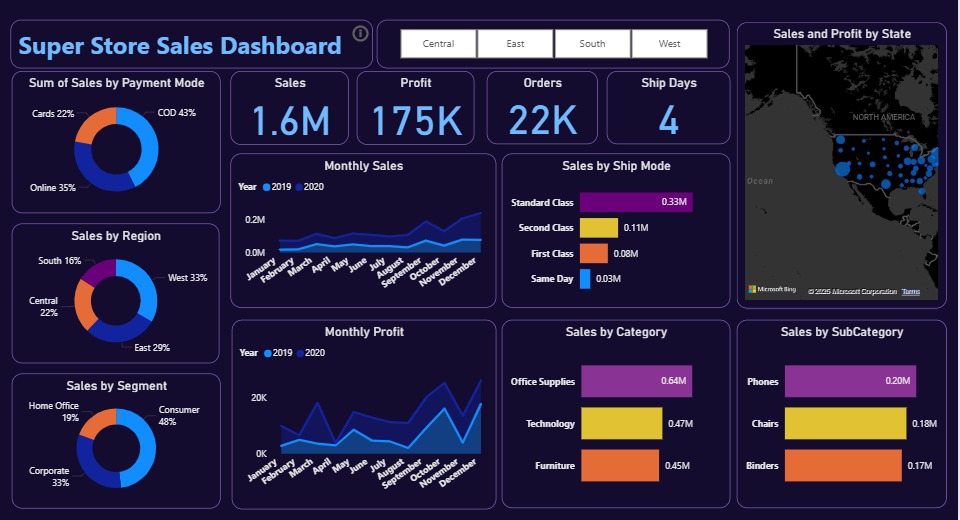 Super Store Sales Dashboard
Central
East
South
West
Sales and Profit by State
NORTH AMERICA
Ocean
Microsoft Bing
© 2025 Microsoft Corporation Terms
Sum of Sales by Payment Mode
Cards 22%
COD 43%
Online 35%
Sales
1.6M
Profit
175K
Orders
22K
Ship Days
4
Monthly Sales
Year 2019 2020
0.2M
0.0M
January
February
March
April
May
June
July
August
September
October
November
December
Sales by Ship Mode
Standard Class 0.33M
Second Class 0.11M
First Class 0.08M
Same Day 0.03M
Sales by Region
South 16%
West 33%
Central
22%
East 29%
Monthly Profit
Year 2019 2020
20K
0K
January
February
March
April
May
June
July
August
September
October
November
December
Sales by Category
Office Supplies 0.64M
Technology 0.47M
Furniture 0.45M
Sales by SubCategory
Phones 0.20M
Chairs 0.18M
Binders 0.17M
Sales by Segment
Home Office
19%
Consumer
48%
Corporate
33%